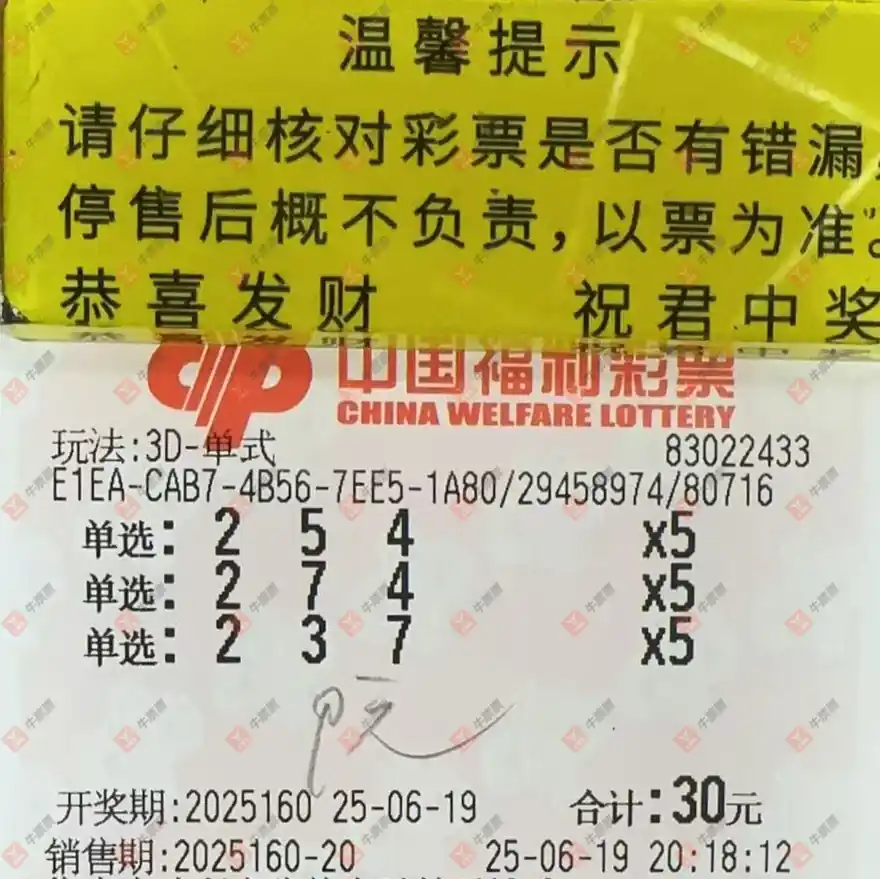 温馨提示
请仔细核对彩票是否有错漏,
停售后概不负责,以票为准。
恭喜发财 祝君中奖
中国福利彩票
CHINA WELFARE LOTTERY
玩法:3D-单式 83022433
E1EA-CAB7-4B56-7EE5-1A80/29458974/80716
单选: 2 5 4 x5
单选: 2 7 4 x5
单选: 2 3 7 x5
开奖期:2025160 25-06-19 合计:30元
销售期:2025160-20 25-06-19 20:18:12